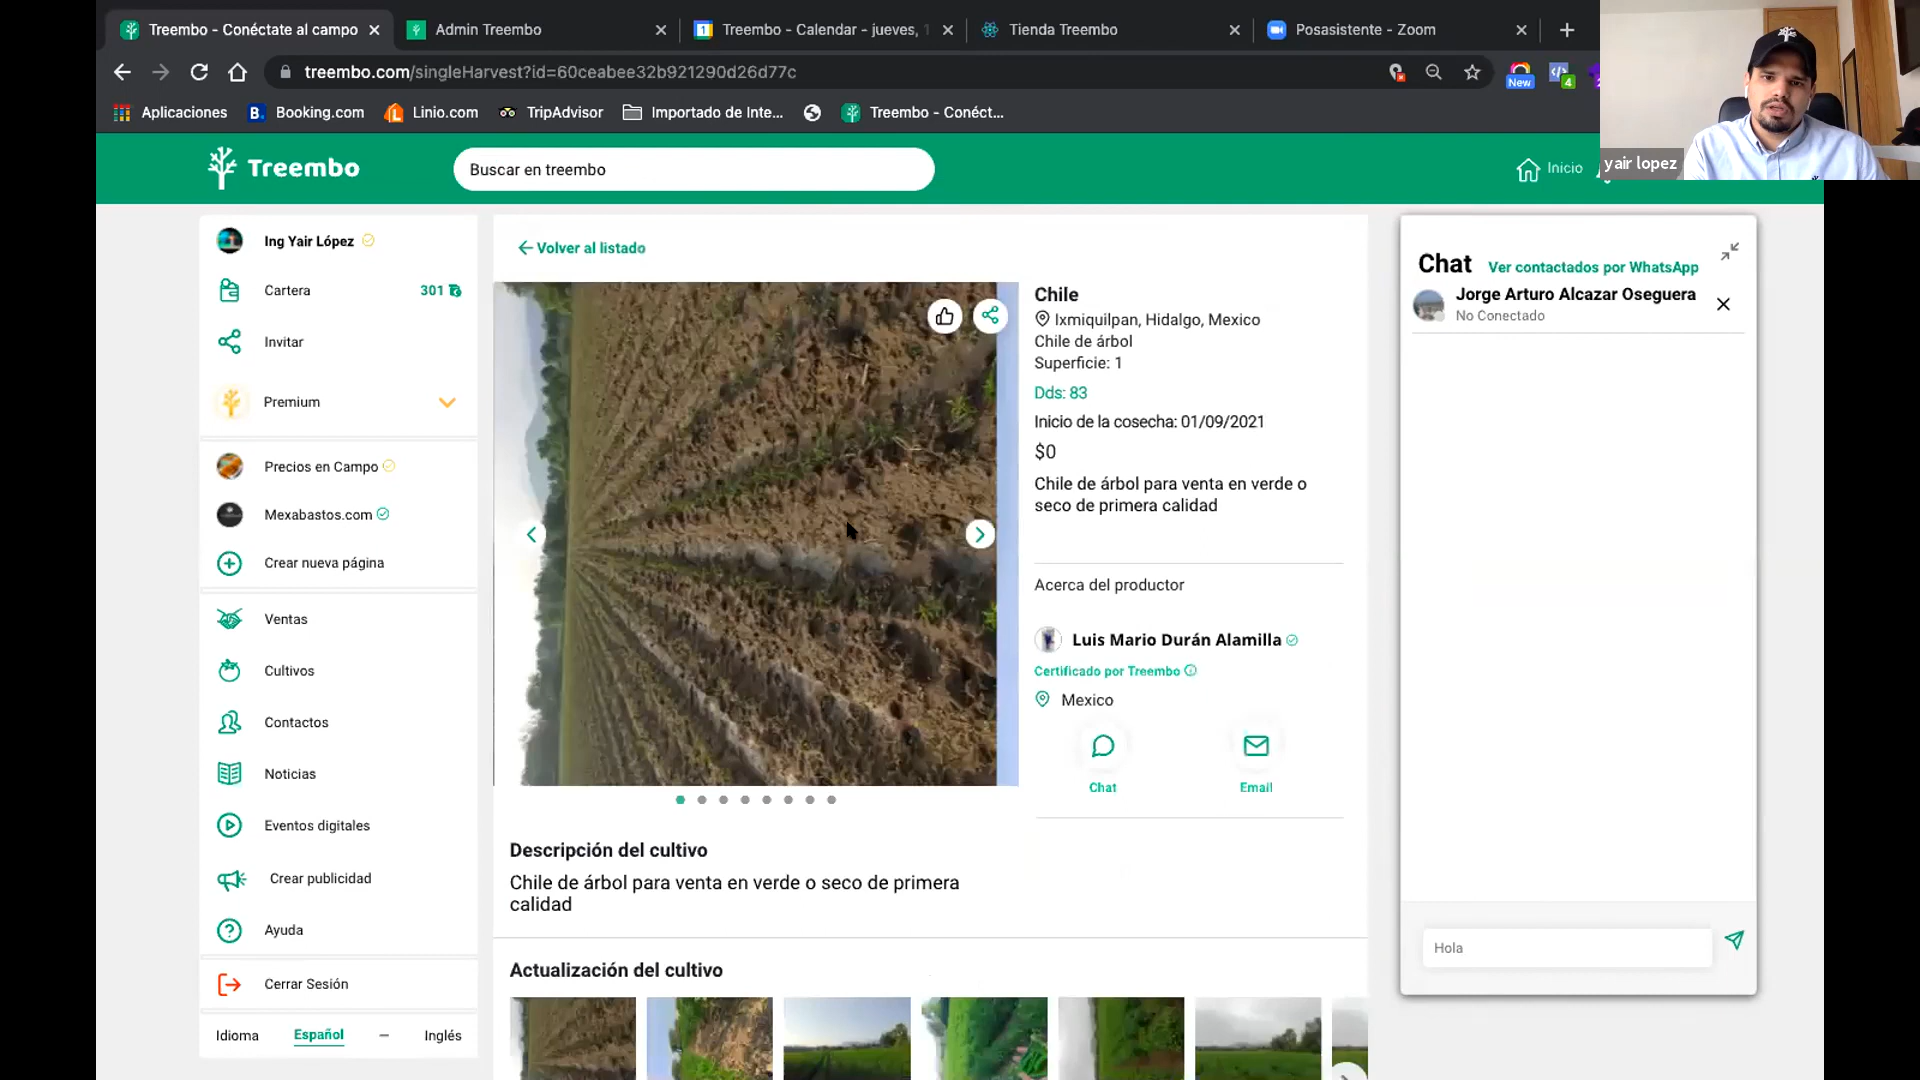 Treembo - Conéctate al campo
Admin Treembo
Treembo - Calendar - jueves, 1
Tienda Treembo
Posasistente - Zoom
treembo.com/singleHarvest?id=60ceabee32b921290d26d77c
New
4
Aplicaciones
B. Booking.com
Linio.com
TripAdvisor
Importado de Inte...
Treembo - Conéct...
yair lopez
Treembo
Buscar en treembo
Inicio
Ing Yair López
Cartera 301
Invitar
Premium
Precios en Campo
Mexabastos.com
Crear nueva página
Ventas
Cultivos
Contactos
Noticias
Eventos digitales
Crear publicidad
Ayuda
Cerrar Sesión
Idioma Español – Inglés
Volver al listado
Chile
Ixmiquilpan, Hidalgo, Mexico
Chile de árbol
Superficie: 1
Dds: 83
Inicio de la cosecha: 01/09/2021
$0
Chile de árbol para venta en verde o
seco de primera calidad
Acerca del productor
Luis Mario Durán Alamilla
Certificado por Treembo
Mexico
Chat
Email
Descripción del cultivo
Chile de árbol para venta en verde o seco de primera
calidad
Actualización del cultivo
Chat Ver contactados por WhatsApp
Jorge Arturo Alcazar Oseguera
No Conectado
Hola